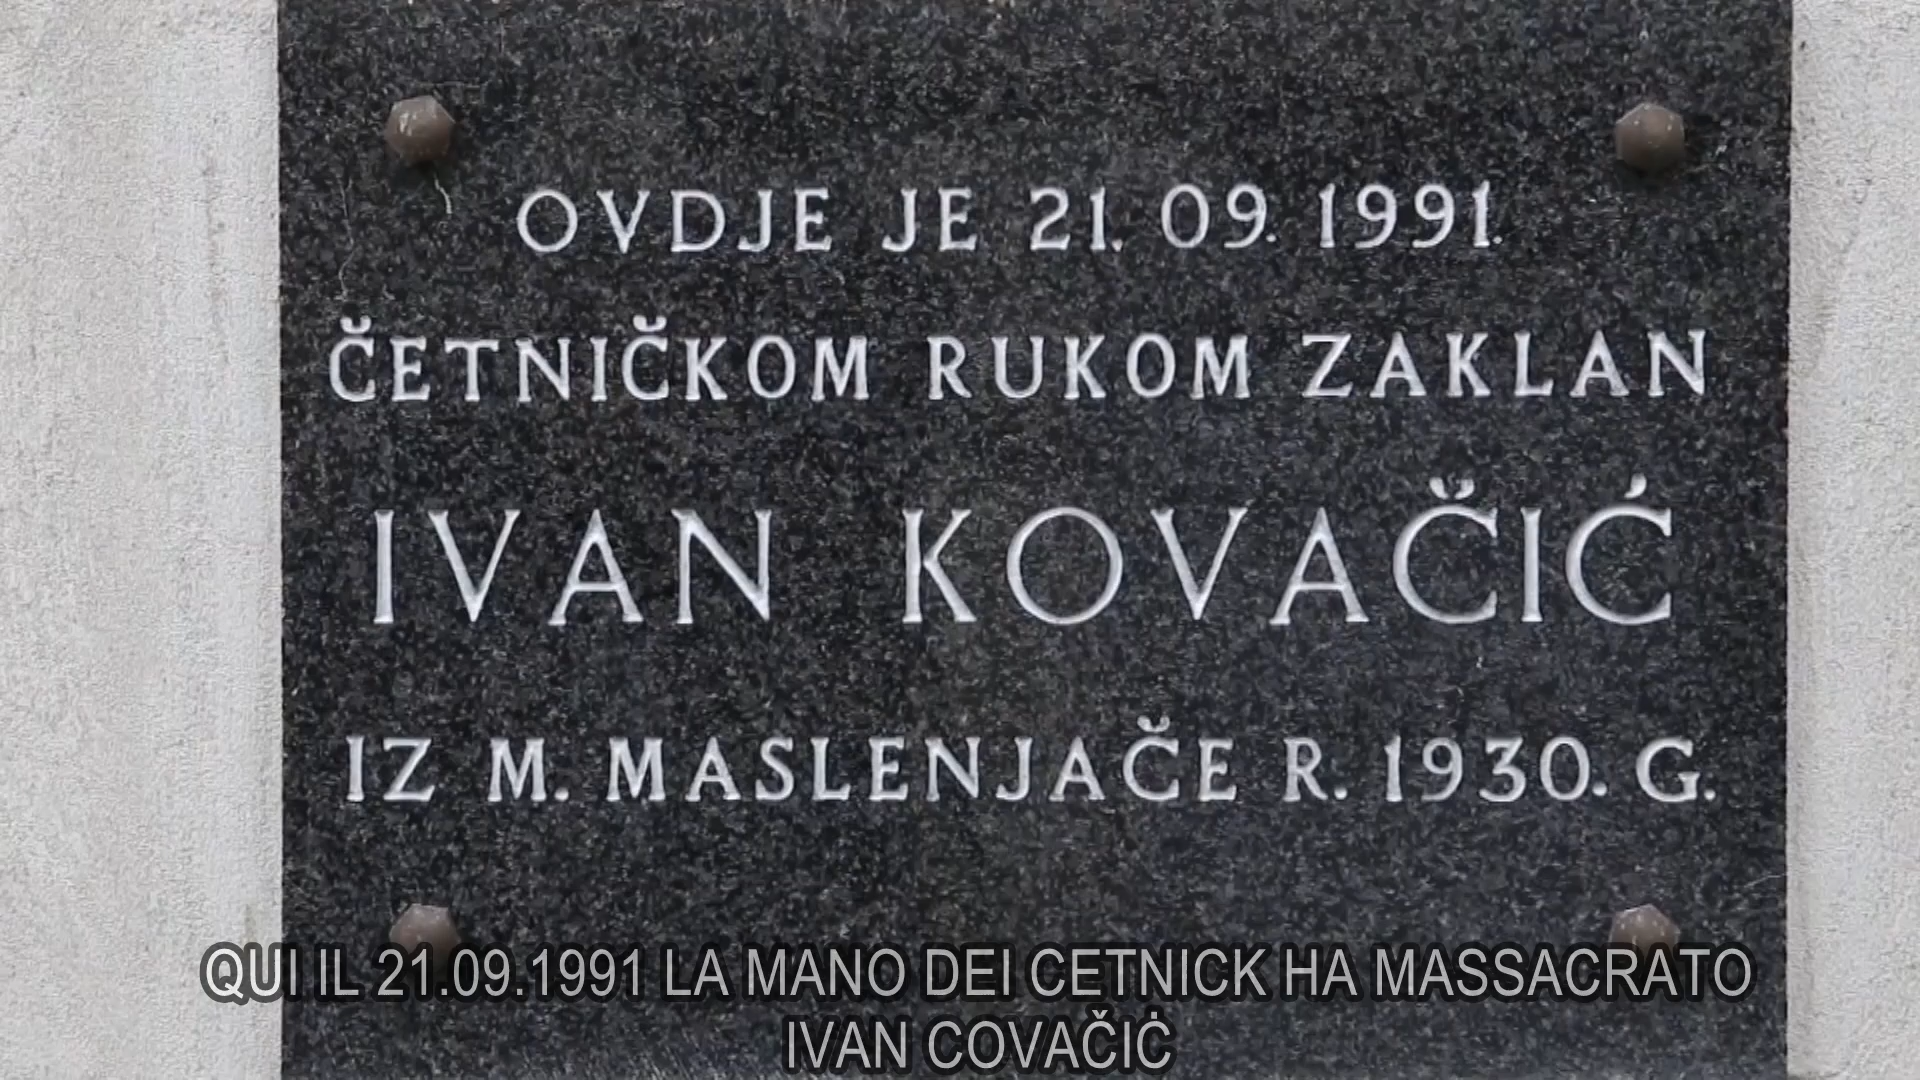 OVDJE JE 21. 09. 1991.
ČETNIČKOM RUKOM ZAKLAN
IVAN KOVAČIĆ
IZ M. MASLENJAČE R. 1930. G.
QUI IL 21.09.1991 LA MANO DEI CETNICK HA MASSACRATO
IVAN COVAČIĊ